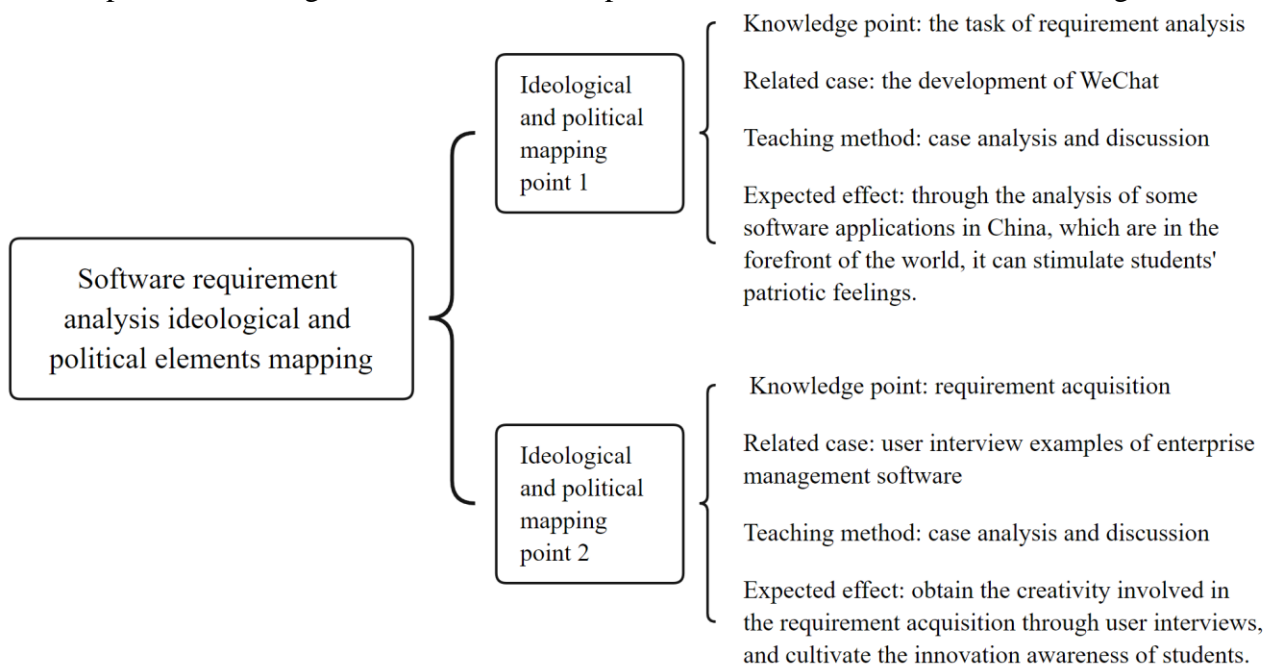 Software requirement
analysis ideological and
political elements mapping
Ideological
and political
mapping
point 1
Knowledge point: the task of requirement analysis
Related case: the development of WeChat
Teaching method: case analysis and discussion
Expected effect: through the analysis of some
software applications in China, which are in the
forefront of the world, it can stimulate students'
patriotic feelings.
Ideological
and political
mapping
point 2
Knowledge point: requirement acquisition
Related case: user interview examples of enterprise
management software
Teaching method: case analysis and discussion
Expected effect: obtain the creativity involved in
the requirement acquisition through user interviews,
and cultivate the innovation awareness of students.